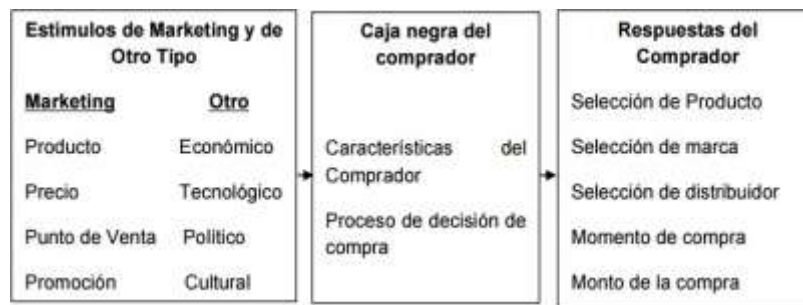 Estimulos de Marketing y de
Otro Tipo
Marketing Otro
Producto Económico
Precio Tecnológico
Punto de Venta Politico
Promoción Cultural
Caja negra del
comprador
Características del
Comprador
Proceso de decisión de
compra
Respuestas del
Comprador
Selección de Producto
Selección de marca
Selección de distribuidor
Momento de compra
Monto de la compra